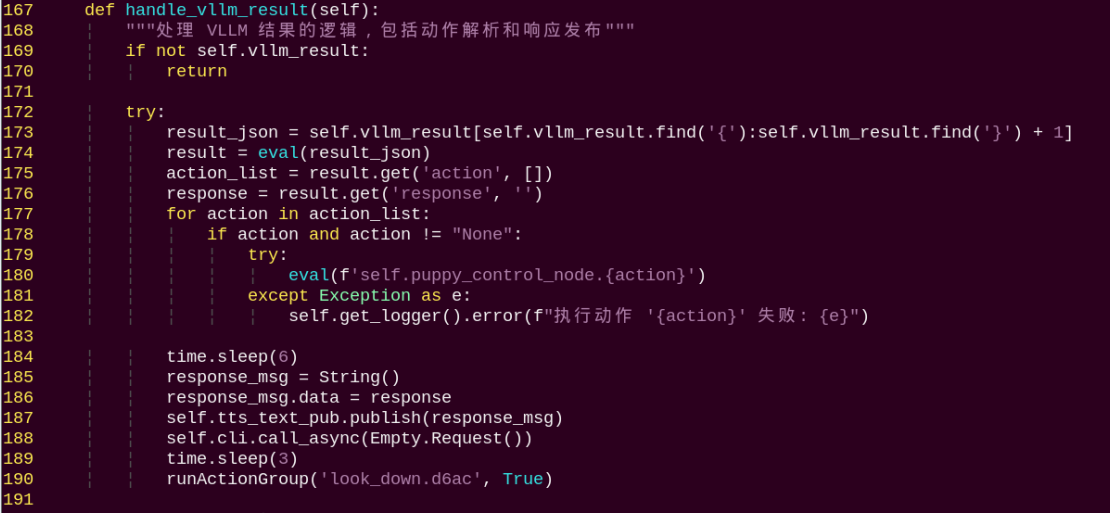 167     def handle_vllm_result(self):
168         """处理 VLLM 结果的逻辑，包括动作解析和响应发布"""
169         if not self.vllm_result:
170             return
171
172         try:
173             result_json = self.vllm_result[self.vllm_result.find('{'):self.vllm_result.find('}') + 1]
174             result = eval(result_json)
175             action_list = result.get('action', [])
176             response = result.get('response', '')
177             for action in action_list:
178                 if action and action != "None":
179                     try:
180                         eval(f'self.puppy_control_node.{action}')
181                     except Exception as e:
182                         self.get_logger().error(f"执行动作 '{action}' 失败: {e}")
183
184             time.sleep(6)
185             response_msg = String()
186             response_msg.data = response
187             self.tts_text_pub.publish(response_msg)
188             self.cli.call_async(Empty.Request())
189             time.sleep(3)
190             runActionGroup('look_down.d6ac', True)
191